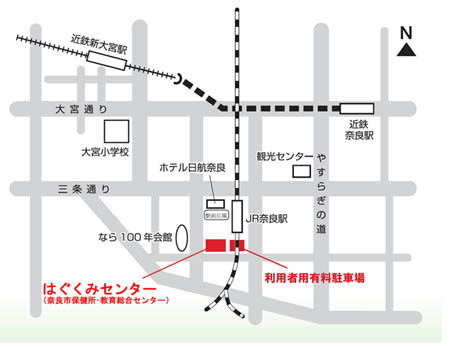 近鉄新大宮駅
N
大宮通り
近鉄
奈良駅
大宮小学校
観光センター
ホテル日航奈良
やすらぎの道
三条通り
駅前広場
JR奈良駅
なら100年会館
はぐくみセンター
(奈良市保健所・教育総合センター)
利用者用有料駐車場